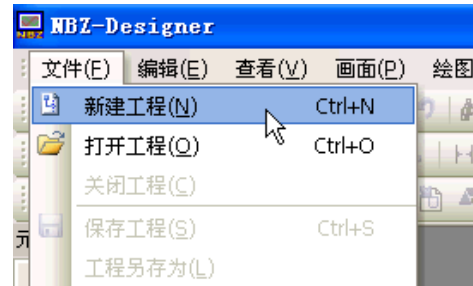 NBZ-Designer
文件(F) 编辑(E) 查看(V) 画面(P) 绘图
新建工程(N) Ctrl+N
打开工程(O) Ctrl+O
关闭工程(C)
元
保存工程(S) Ctrl+S
工程另存为(L)